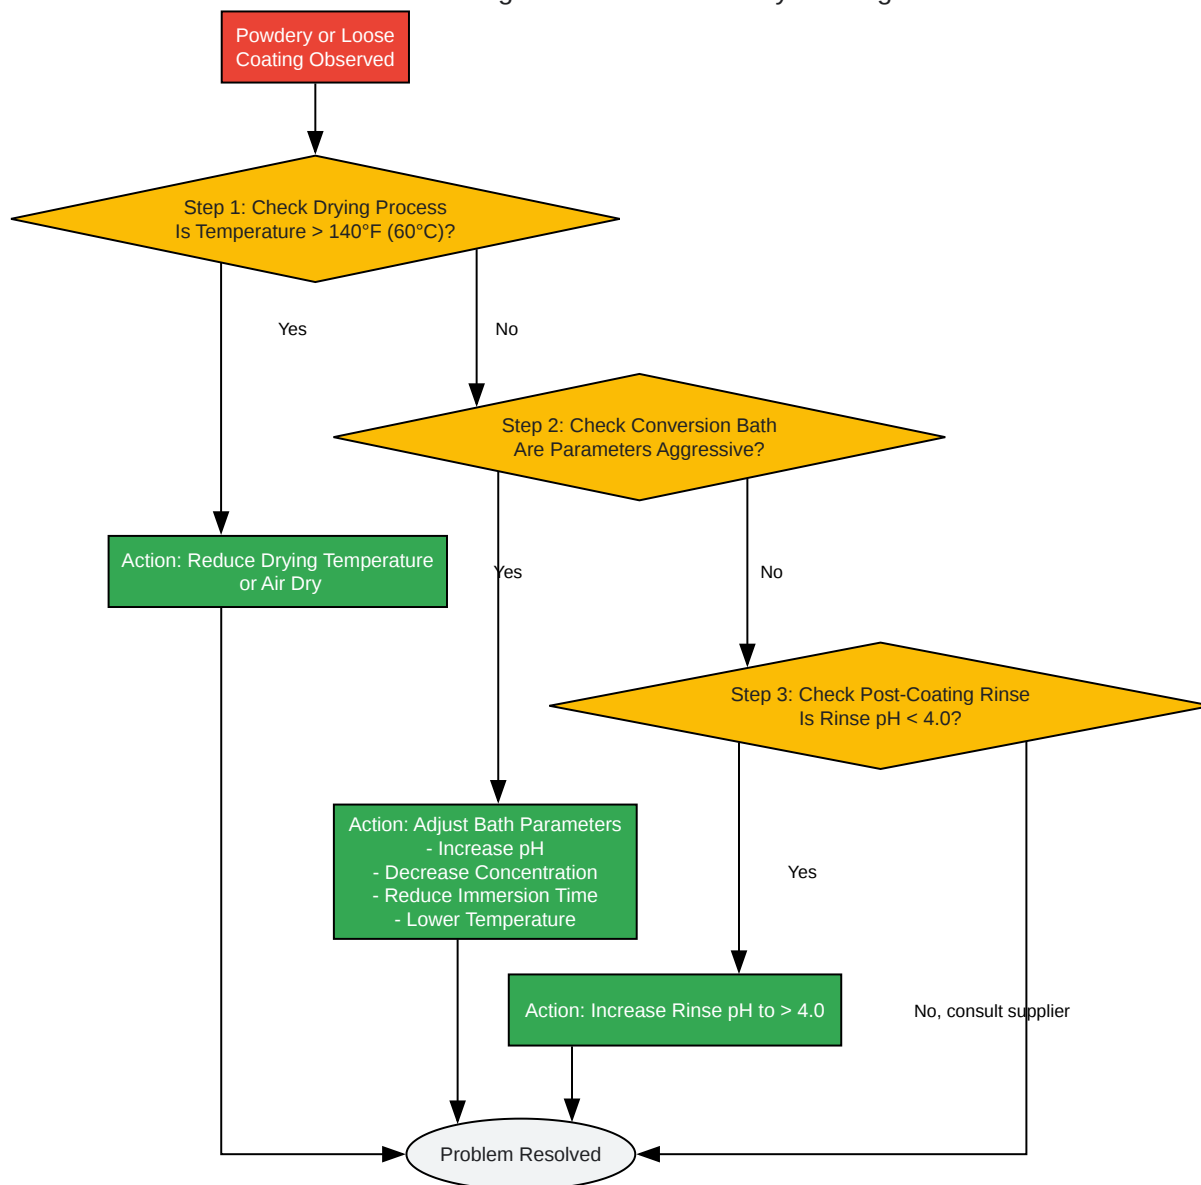 Powdery or Loose
Coating Observed
Step 1: Check Drying Process
Is Temperature > 140°F (60°C)?
Yes
No
Step 2: Check Conversion Bath
Are Parameters Aggressive?
Action: Reduce Drying Temperature
or Air Dry
Yes
No
Step 3: Check Post-Coating Rinse
Is Rinse pH < 4.0?
Action: Adjust Bath Parameters
- Increase pH
- Decrease Concentration
- Reduce Immersion Time
- Lower Temperature
Yes
Action: Increase Rinse pH to > 4.0
No, consult supplier
Problem Resolved